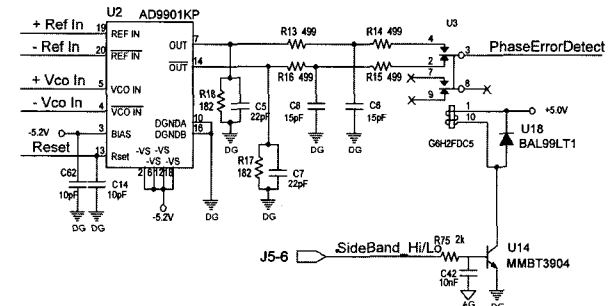 U2 AD9901KP
+ Ref In
19
REF IN
- Ref In
20
REF IN
+ Vco In
5
VCO IN
- Vco In
4
VCO IN
-5.2V
3
BIAS
Reset
13
Rset
OUT
7
OUT
14
DGNDA
10
DGNDB
16
-VS -VS
-VS -VS
2 6 12 18
-5.2V
C62
10pF
C14
10pF
DG DG
DG
R18
182
C5
22pF
DG
R17
182
C7
22pF
DG
R13 499
R14 499
R16 499
R15 499
C8
15pF
DG
C6
15pF
DG
U3
4
2
3
PhaseErrorDetect
7
9
8
1
10
G6H2FDC5
+5.0V
U18
BAL99LT1
J5-6
SideBand_Hi/Lo
R75 2k
C42
10nF
AG
U14
MMBT3904
DG